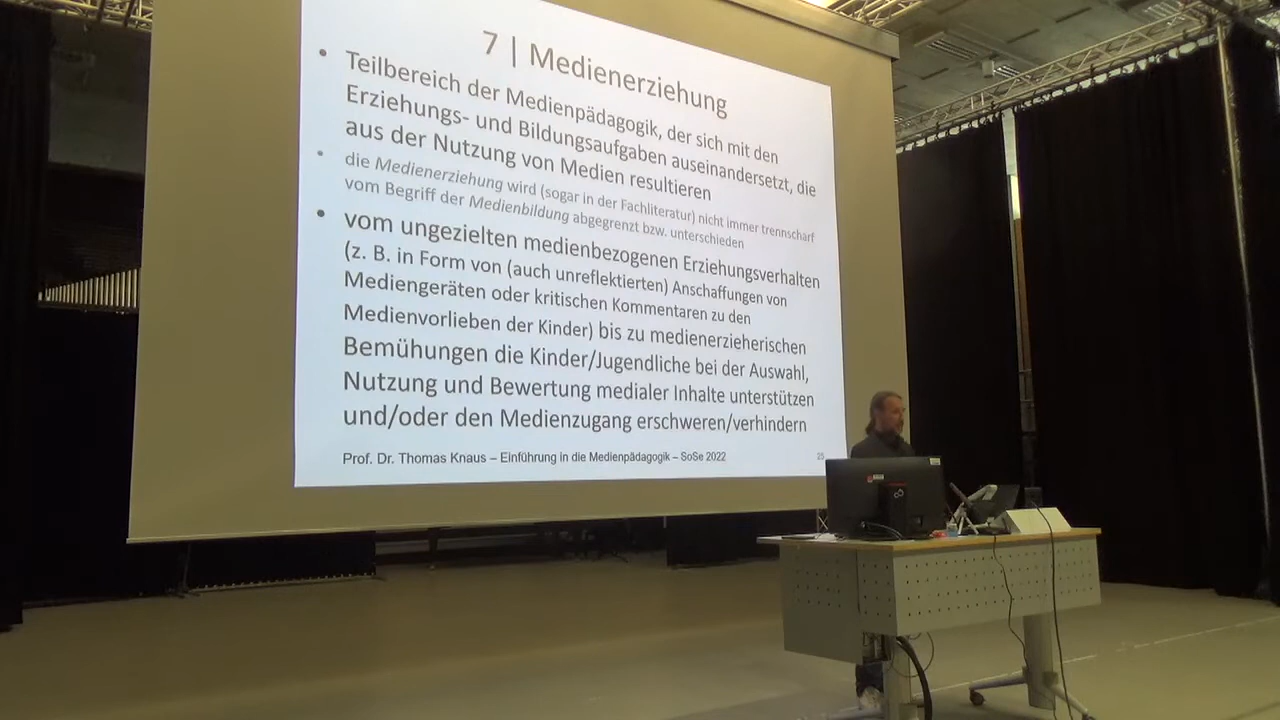 7 | Medienerziehung
• Teilbereich der Medienpädagogik, der sich mit den
Erziehungs- und Bildungsaufgaben auseinandersetzt, die
aus der Nutzung von Medien resultieren
• die Medienerziehung wird (sogar in der Fachliteratur) nicht immer trennscharf
vom Begriff der Medienbildung abgegrenzt bzw. unterschieden
• vom ungezielten medienbezogenen Erziehungsverhalten
(z. B. in Form von (auch unreflektierten) Anschaffungen von
Mediengeräten oder kritischen Kommentaren zu den
Medienvorlieben der Kinder) bis zu medienerzieherischen
Bemühungen die Kinder/Jugendliche bei der Auswahl,
Nutzung und Bewertung medialer Inhalte unterstützen
und/oder den Medienzugang erschweren/verhindern
Prof. Dr. Thomas Knaus – Einführung in die Medienpädagogik – SoSe 2022
25